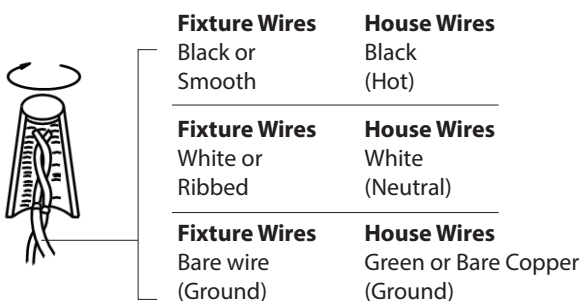 Fixture Wires House Wires
Black or Black
Smooth (Hot)
Fixture Wires House Wires
White or White
Ribbed (Neutral)
Fixture Wires House Wires
Bare wire Green or Bare Copper
(Ground) (Ground)